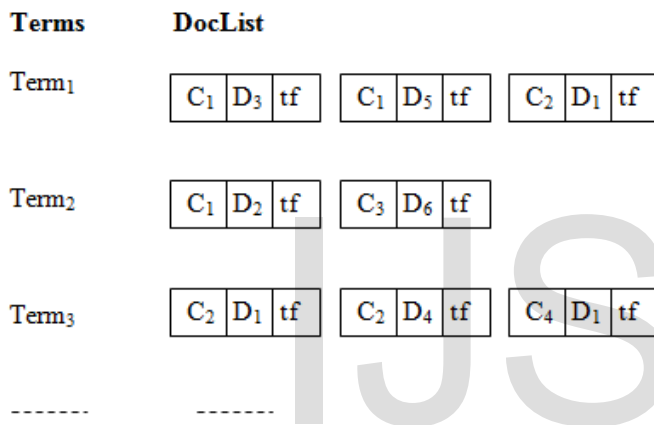 Terms DocList
Term₁ C₁ D₃ tf C₁ D₅ tf C₂ D₁ tf
Term₂ C₁ D₂ tf C₃ D₆ tf
Term₃ C₂ D₁ tf C₂ D₄ tf C₄ D₁ tf
------- -------
IJS